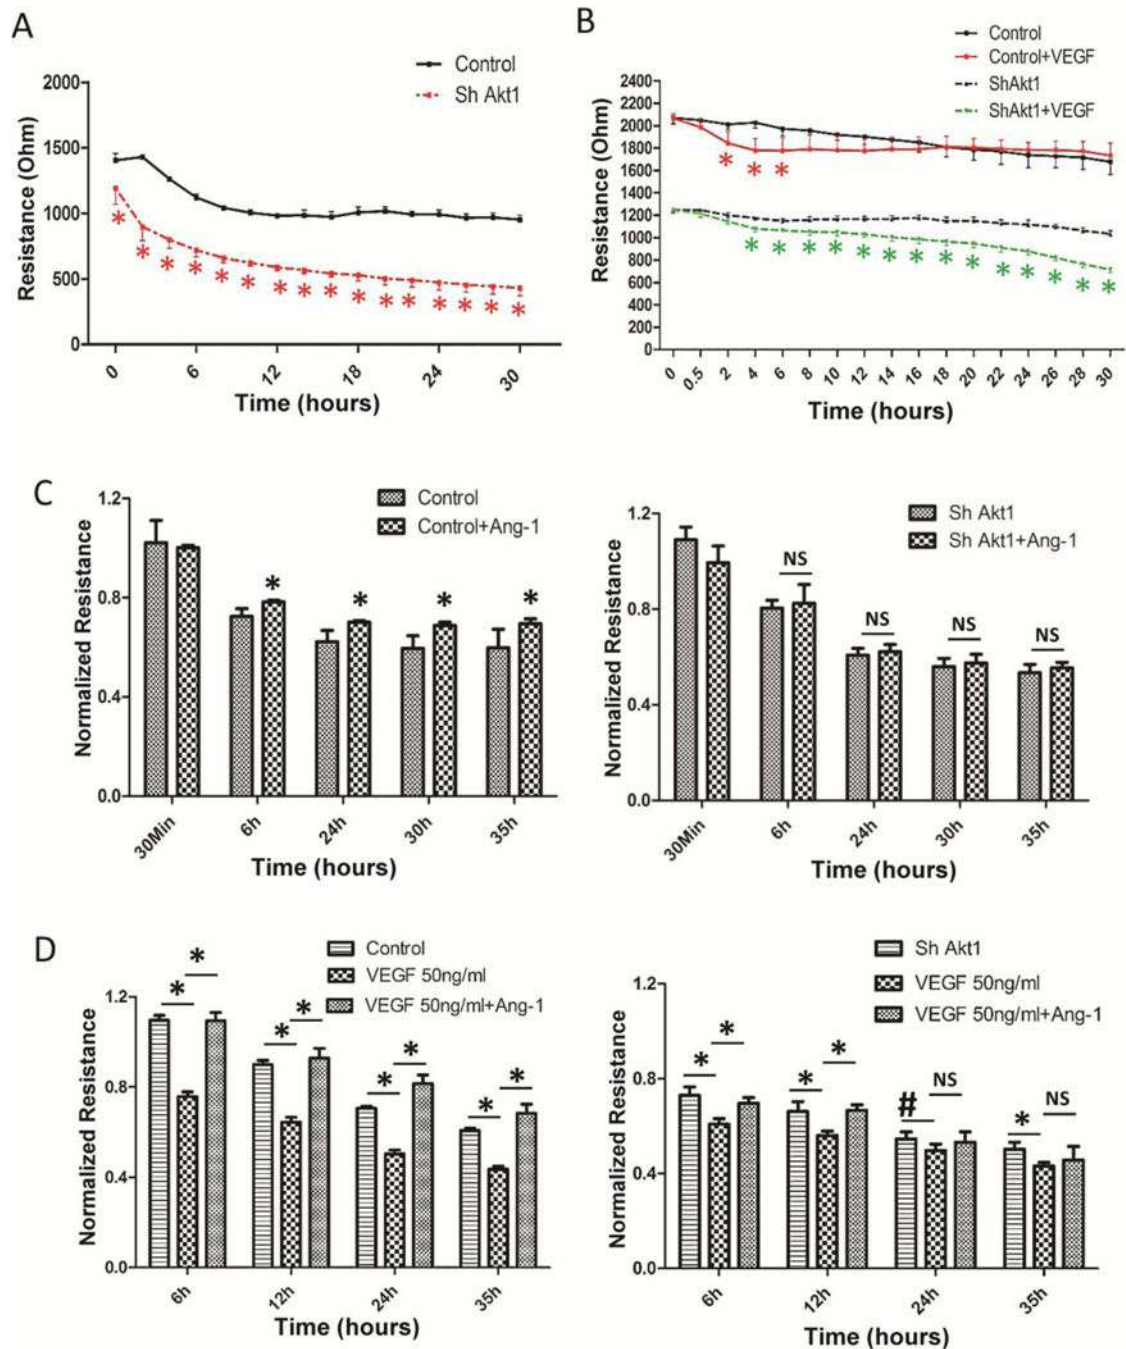 A
Control
Sh Akt1
2000
1500
1000
500
0
Resistance (Ohm)
* * * * * * * * * * * * * * * *
0 6 12 18 24 30
Time (hours)
B
Control
Control+VEGF
ShAkt1
ShAkt1+VEGF
2400
2200
2000
1800
1600
1400
1200
1000
800
600
400
200
0
Resistance (Ohm)
* * *
* * * * * * * * * * * * * *
0 0.5 2 4 6 8 10 12 14 16 18 20 22 24 26 28 30
Time (hours)
C
Control
Control+Ang-1
1.2
0.8
0.4
0.0
Normalized Resistance
* * * *
30Min 6h 24h 30h 35h
Time (hours)
Sh Akt1
Sh Akt1+Ang-1
1.2
0.8
0.4
0.0
Normalized Resistance
NS NS NS NS
30Min 6h 24h 30h 35h
Time (hours)
D
Control
VEGF 50ng/ml
VEGF 50ng/ml+Ang-1
1.2
0.8
0.4
0.0
Normalized Resistance
* * * * * * * *
6h 12h 24h 35h
Time (hours)
Sh Akt1
VEGF 50ng/ml
VEGF 50ng/ml+Ang-1
1.2
0.8
0.4
0.0
Normalized Resistance
* * * * # NS * NS
6h 12h 24h 35h
Time (hours)